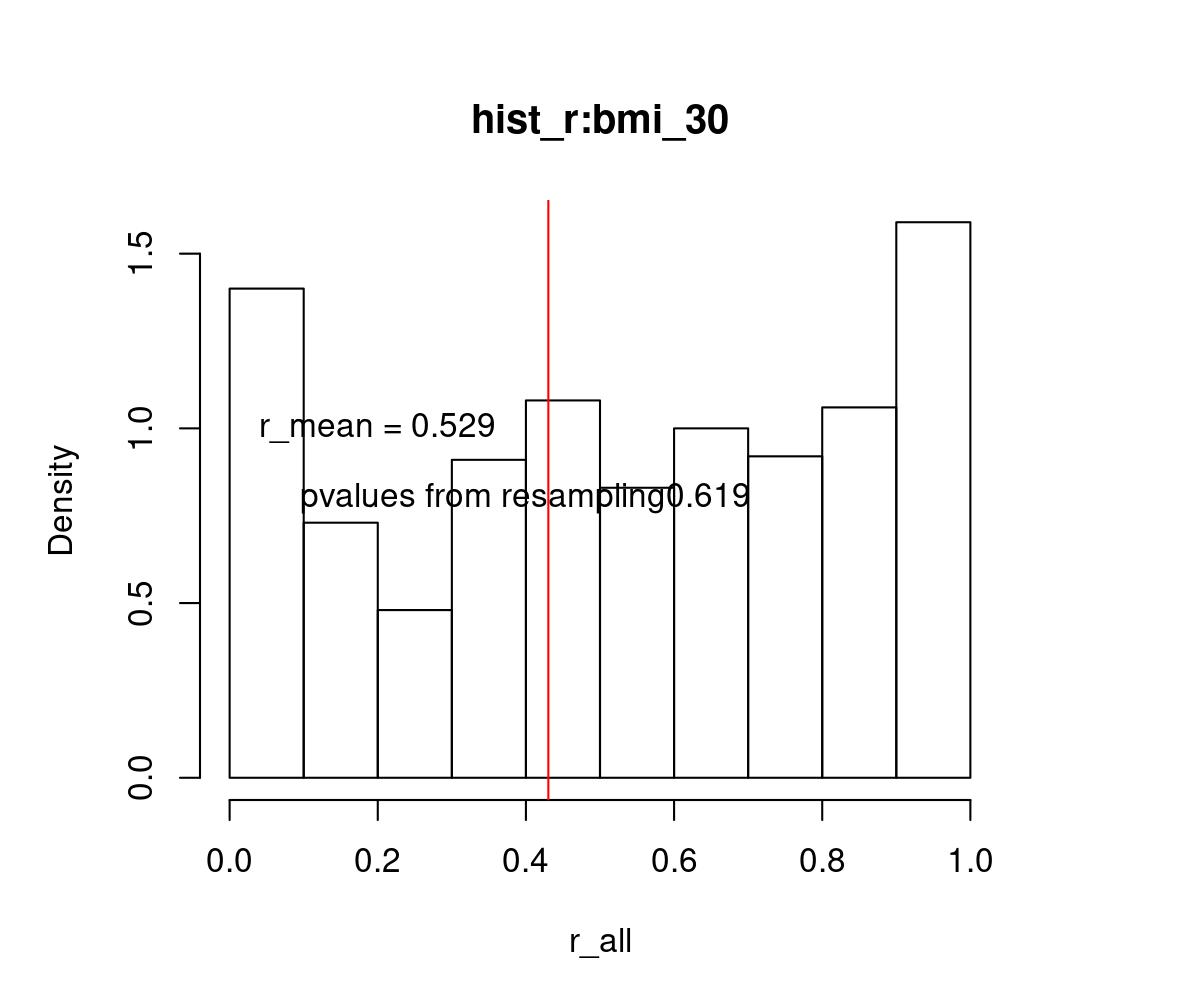 hist_r:bmi_30
1.5
1.0
0.5
0.0
Density
r_mean = 0.529
pvalues from resampling0.619
0.0 0.2 0.4 0.6 0.8 1.0
r_all